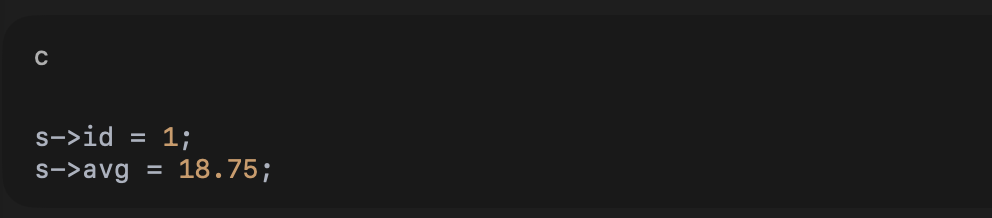 c
s->id = 1;
s->avg = 18.75;